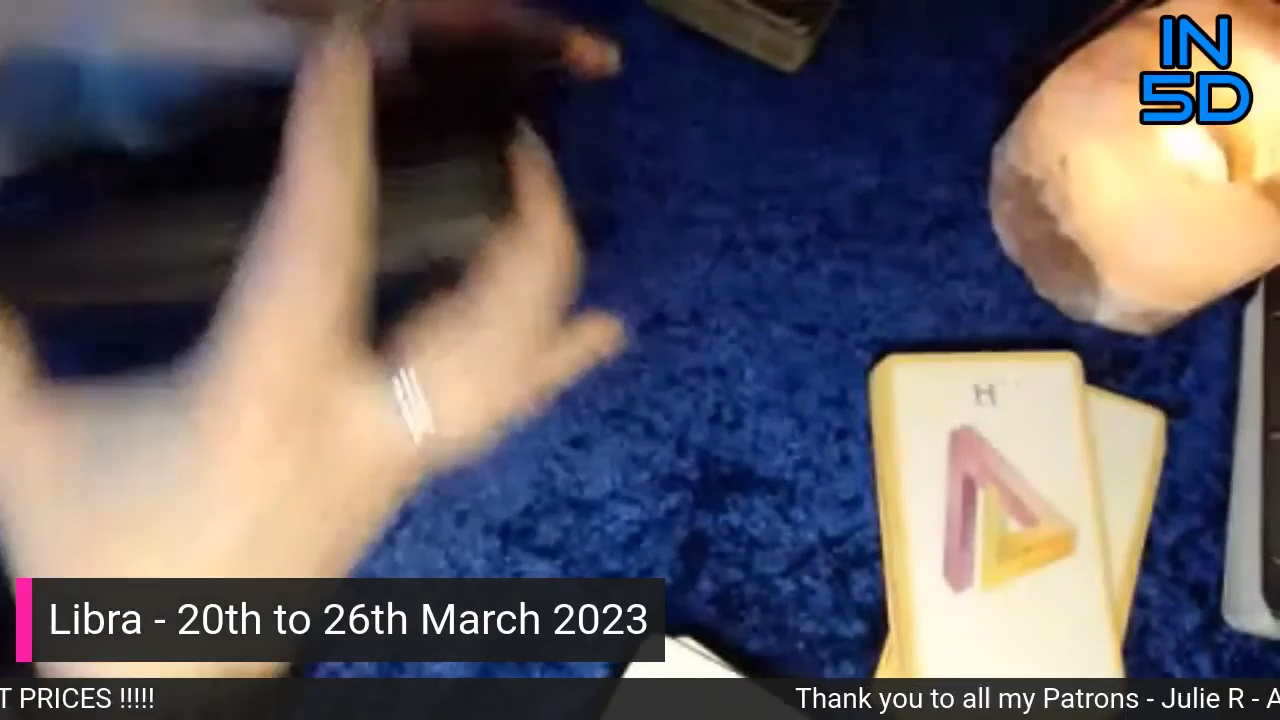 IN
5D
H
Libra - 20th to 26th March 2023
T PRICES !!!!!
Thank you to all my Patrons - Julie R - A